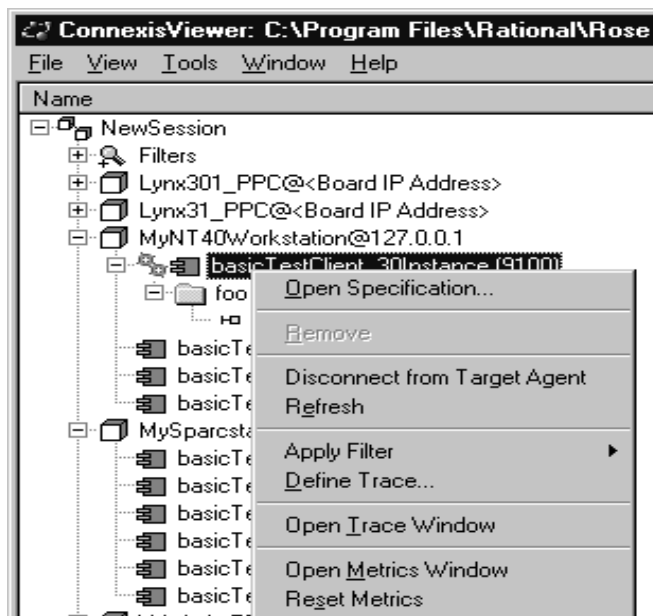 ConnexisViewer: C:\Program Files\Rational\Rose
File View Tools Window Help
Name
NewSession
Filters
Lynx301_PPC@<Board IP Address>
Lynx31_PPC@<Board IP Address>
MyNT40Workstation@127.0.0.1
basicTestClient_30Instance (9100)
foo
Open Specification...
Remove
basicTe
basicTe
Disconnect from Target Agent
basicTe
Refresh
MySparcsta
Apply Filter
basicTe
Define Trace...
basicTe
basicTe
Open Trace Window
basicTe
basicTe
Open Metrics Window
basicTe
Reset Metrics